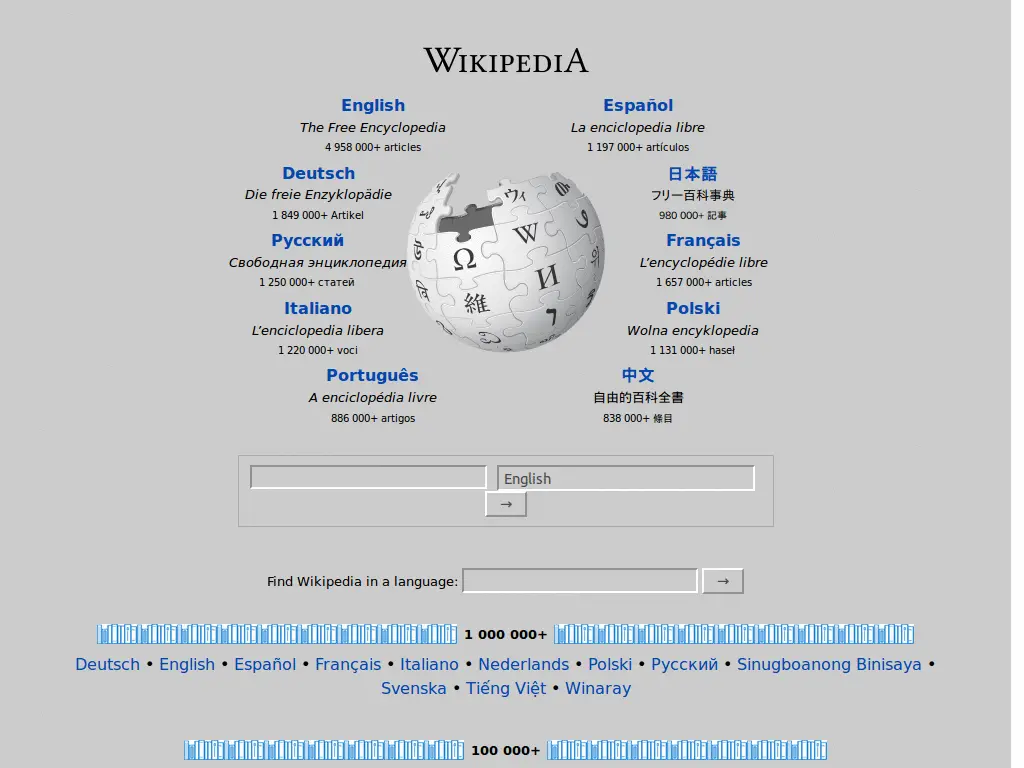 WIKIPEDIA
English
The Free Encyclopedia
4 958 000+ articles
Español
La enciclopedia libre
1 197 000+ artículos
Deutsch
Die freie Enzyklopädie
1 849 000+ Artikel
日本語
フリー百科事典
980 000+ 記事
Русский
Свободная энциклопедия
1 250 000+ статей
Français
L'encyclopédie libre
1 657 000+ articles
Italiano
L'enciclopedia libera
1 220 000+ voci
Polski
Wolna encyklopedia
1 131 000+ haseł
Português
A enciclopédia livre
886 000+ artigos
中文
自由的百科全書
838 000+ 條目
ウィ
W
Ω
И
維
English
→
Find Wikipedia in a language: →
1 000 000+
Deutsch • English • Español • Français • Italiano • Nederlands • Polski • Русский • Sinugboanong Binisaya •
Svenska • Tiếng Việt • Winaray
100 000+